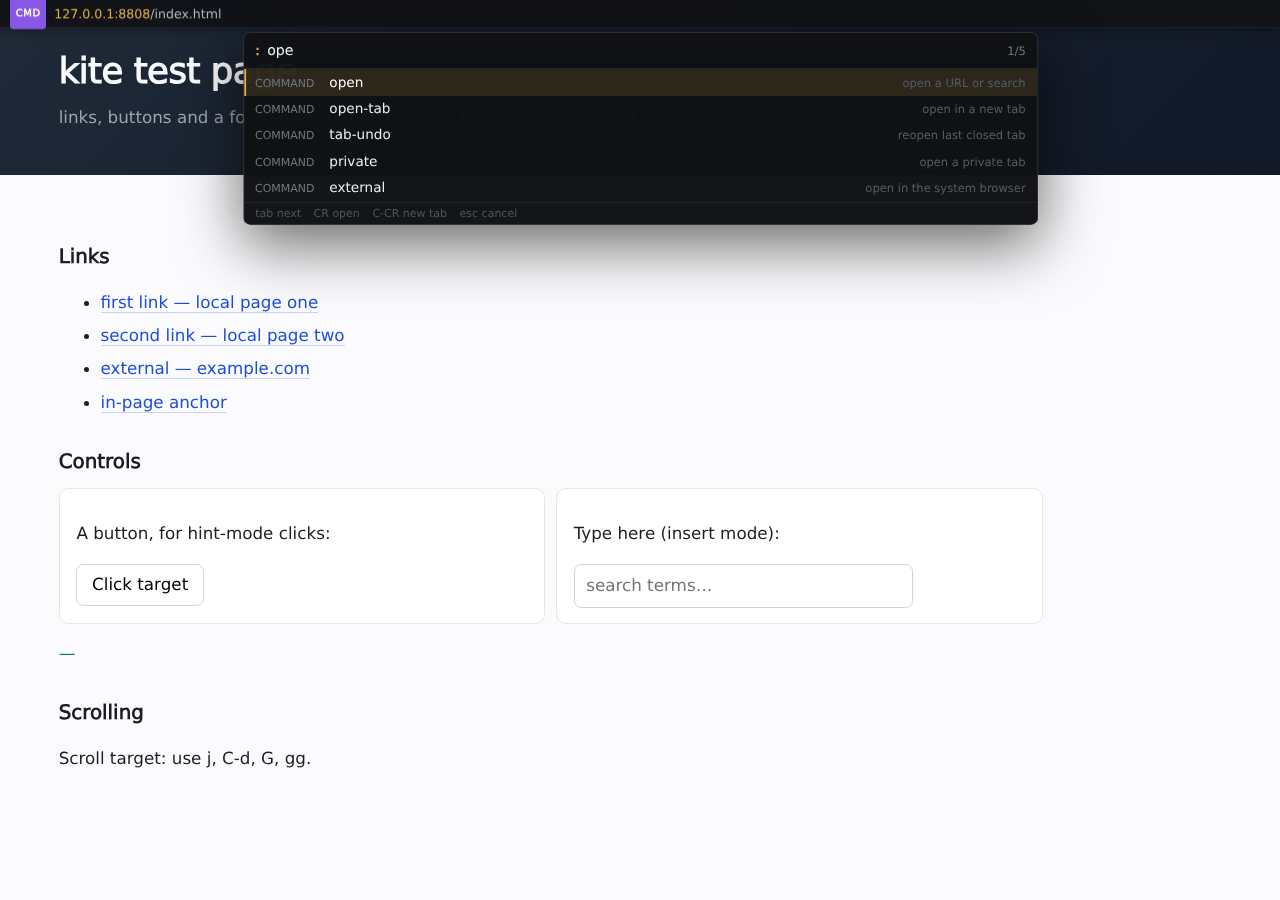 CMD 127.0.0.1:8808/index.html
: ope 1/5
kite test pa
COMMAND open open a URL or search
COMMAND open-tab open in a new tab
links, buttons and a fo
COMMAND tab-undo reopen last closed tab
COMMAND private open a private tab
COMMAND external open in the system browser
tab next CR open C-CR new tab esc cancel
Links
• first link — local page one
• second link — local page two
• external — example.com
• in-page anchor
Controls
A button, for hint-mode clicks:
Click target
Type here (insert mode):
search terms…
—
Scrolling
Scroll target: use j, C-d, G, gg.